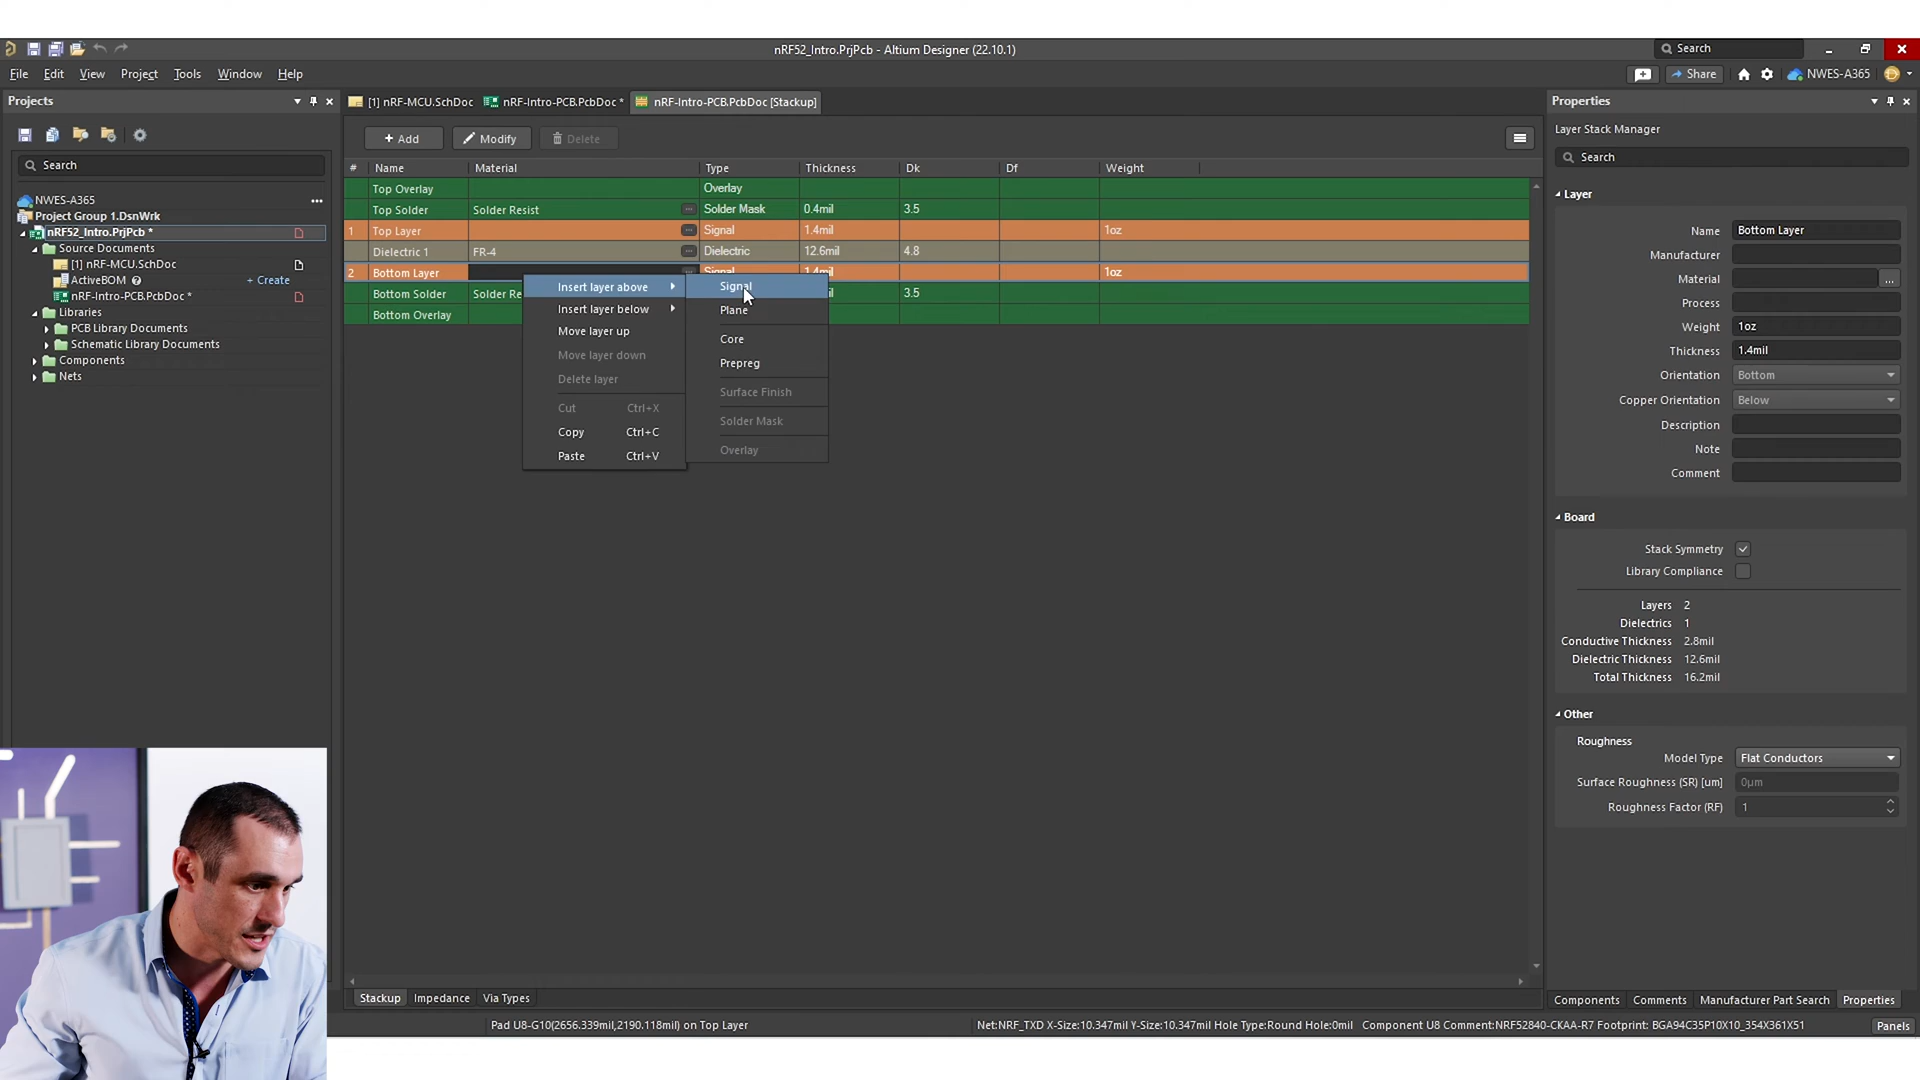 nRF52_Intro.PrjPcb - Altium Designer (22.10.1)
Search
File Edit View Project Tools Window Help
Share
NWES-A365
Projects
[1] nRF-MCU.SchDoc
nRF-Intro-PCB.PcbDoc *
nRF-Intro-PCB.PcbDoc [Stackup]
Properties
+ Add
Modify
Delete
Layer Stack Manager
Search
Search
# Name Material Type Thickness Dk Df Weight
Top Overlay Overlay
Top Solder Solder Resist ... Solder Mask 0.4mil 3.5
1 Top Layer ... Signal 1.4mil 1oz
Dielectric 1 FR-4 ... Dielectric 12.6mil 4.8
2 Bottom Layer ... Signal 1.4mil 1oz
Bottom Solder Solder Re il 3.5
Bottom Overlay
Insert layer above
Insert layer below
Move layer up
Move layer down
Delete layer
Cut Ctrl+X
Copy Ctrl+C
Paste Ctrl+V
Signal
Plane
Core
Prepreg
Surface Finish
Solder Mask
Overlay
NWES-A365
...
Project Group 1.DsnWrk
nRF52_Intro.PrjPcb *
Source Documents
[1] nRF-MCU.SchDoc
ActiveBOM ? + Create
nRF-Intro-PCB.PcbDoc *
Libraries
PCB Library Documents
Schematic Library Documents
Components
Nets
Layer
Name Bottom Layer
Manufacturer
Material ...
Process
Weight 1oz
Thickness 1.4mil
Orientation Bottom
Copper Orientation Below
Description
Note
Comment
Board
Stack Symmetry
Library Compliance
Layers 2
Dielectrics 1
Conductive Thickness 2.8mil
Dielectric Thickness 12.6mil
Total Thickness 16.2mil
Other
Roughness
Model Type Flat Conductors
Surface Roughness (SR) [um] 0µm
Roughness Factor (RF) 1
Stackup Impedance Via Types
Components Comments Manufacturer Part Search Properties
Pad U8-G10(2656.339mil,2190.118mil) on Top Layer
Net:NRF_TXD X-Size:10.347mil Y-Size:10.347mil Hole Type:Round Hole:0mil Component U8 Comment:NRF52840-CKAA-R7 Footprint: BGA94C35P10X10_354X361X51
Panels